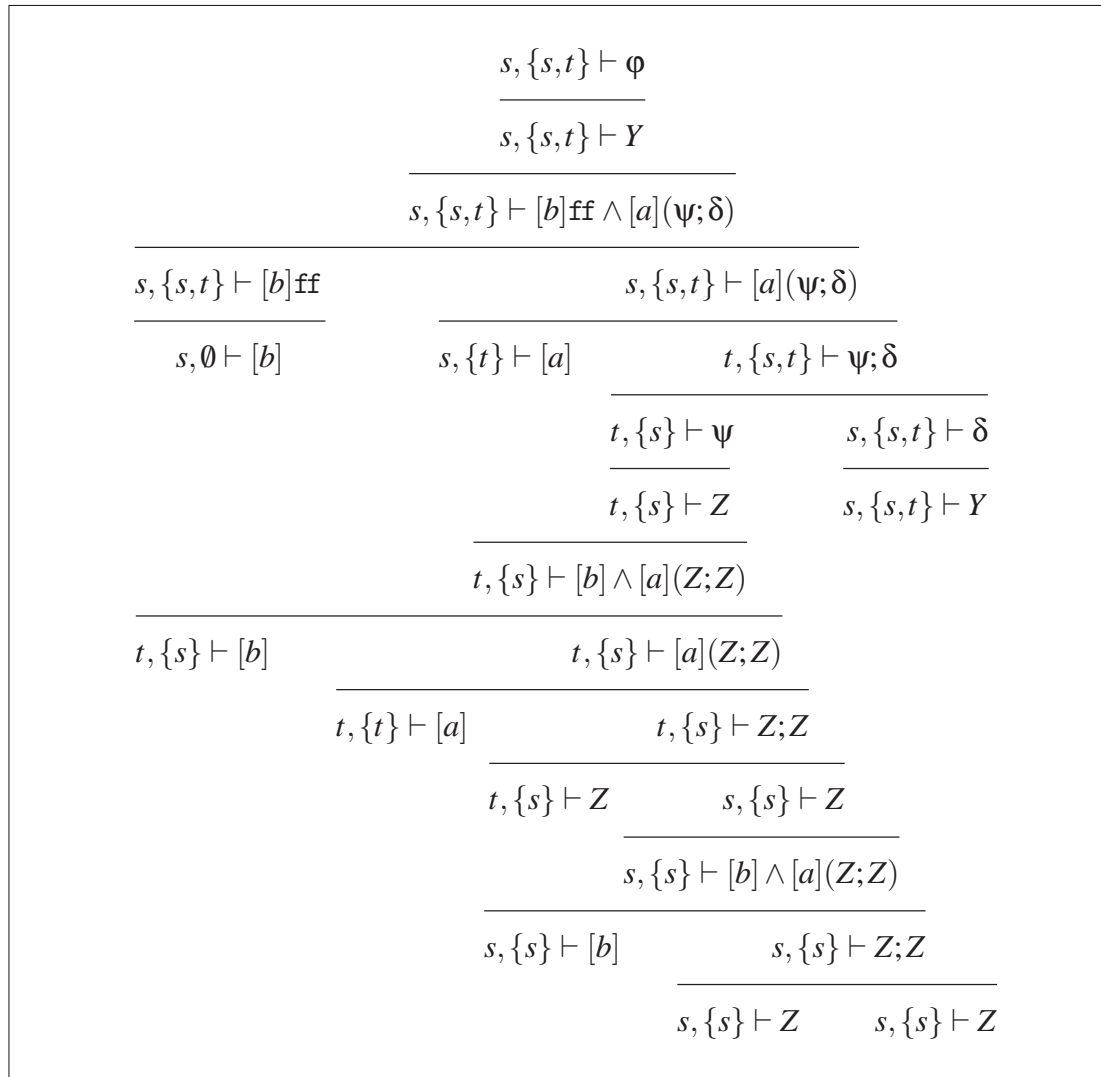 s,{s,t} ⊢ φ
s,{s,t} ⊢ Y
s,{s,t} ⊢ [b]ff ∧ [a](ψ;δ)
s,{s,t} ⊢ [b]ff s,{s,t} ⊢ [a](ψ;δ)
s,∅ ⊢ [b] s,{t} ⊢ [a] t,{s,t} ⊢ ψ;δ
t,{s} ⊢ ψ s,{s,t} ⊢ δ
t,{s} ⊢ Z s,{s,t} ⊢ Y
t,{s} ⊢ [b] ∧ [a](Z;Z)
t,{s} ⊢ [b] t,{s} ⊢ [a](Z;Z)
t,{t} ⊢ [a] t,{s} ⊢ Z;Z
t,{s} ⊢ Z s,{s} ⊢ Z
s,{s} ⊢ [b] ∧ [a](Z;Z)
s,{s} ⊢ [b] s,{s} ⊢ Z;Z
s,{s} ⊢ Z s,{s} ⊢ Z